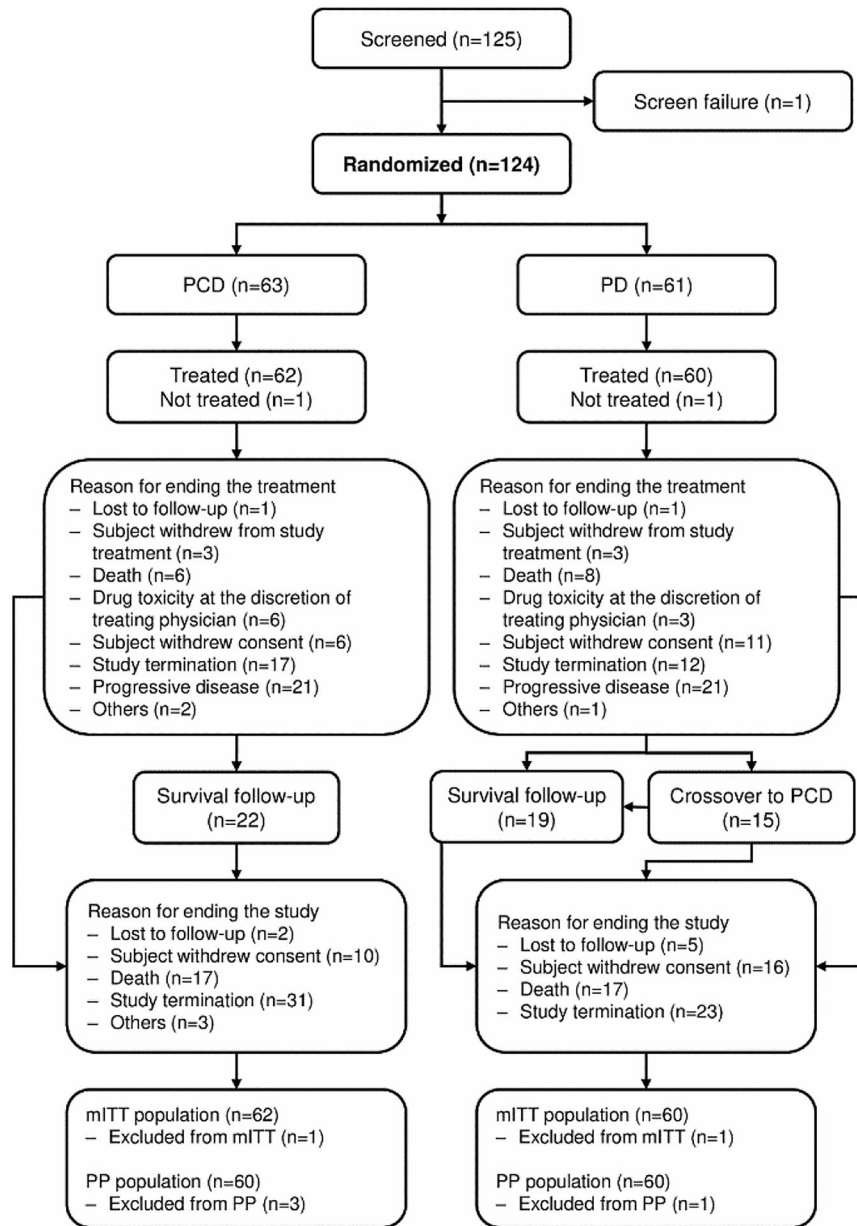 Screened (n=125)
Screen failure (n=1)
Randomized (n=124)
PCD (n=63)
PD (n=61)
Treated (n=62)
Not treated (n=1)
Treated (n=60)
Not treated (n=1)
Reason for ending the treatment
– Lost to follow-up (n=1)
– Subject withdrew from study
treatment (n=3)
– Death (n=6)
– Drug toxicity at the discretion of
treating physician (n=6)
– Subject withdrew consent (n=6)
– Study termination (n=17)
– Progressive disease (n=21)
– Others (n=2)
Reason for ending the treatment
– Lost to follow-up (n=1)
– Subject withdrew from study
treatment (n=3)
– Death (n=8)
– Drug toxicity at the discretion of
treating physician (n=3)
– Subject withdrew consent (n=11)
– Study termination (n=12)
– Progressive disease (n=21)
– Others (n=1)
Survival follow-up
(n=22)
Survival follow-up
(n=19)
Crossover to PCD
(n=15)
Reason for ending the study
– Lost to follow-up (n=2)
– Subject withdrew consent (n=10)
– Death (n=17)
– Study termination (n=31)
– Others (n=3)
Reason for ending the study
– Lost to follow-up (n=5)
– Subject withdrew consent (n=16)
– Death (n=17)
– Study termination (n=23)
mITT population (n=62)
– Excluded from mITT (n=1)
PP population (n=60)
– Excluded from PP (n=3)
mITT population (n=60)
– Excluded from mITT (n=1)
PP population (n=60)
– Excluded from PP (n=1)